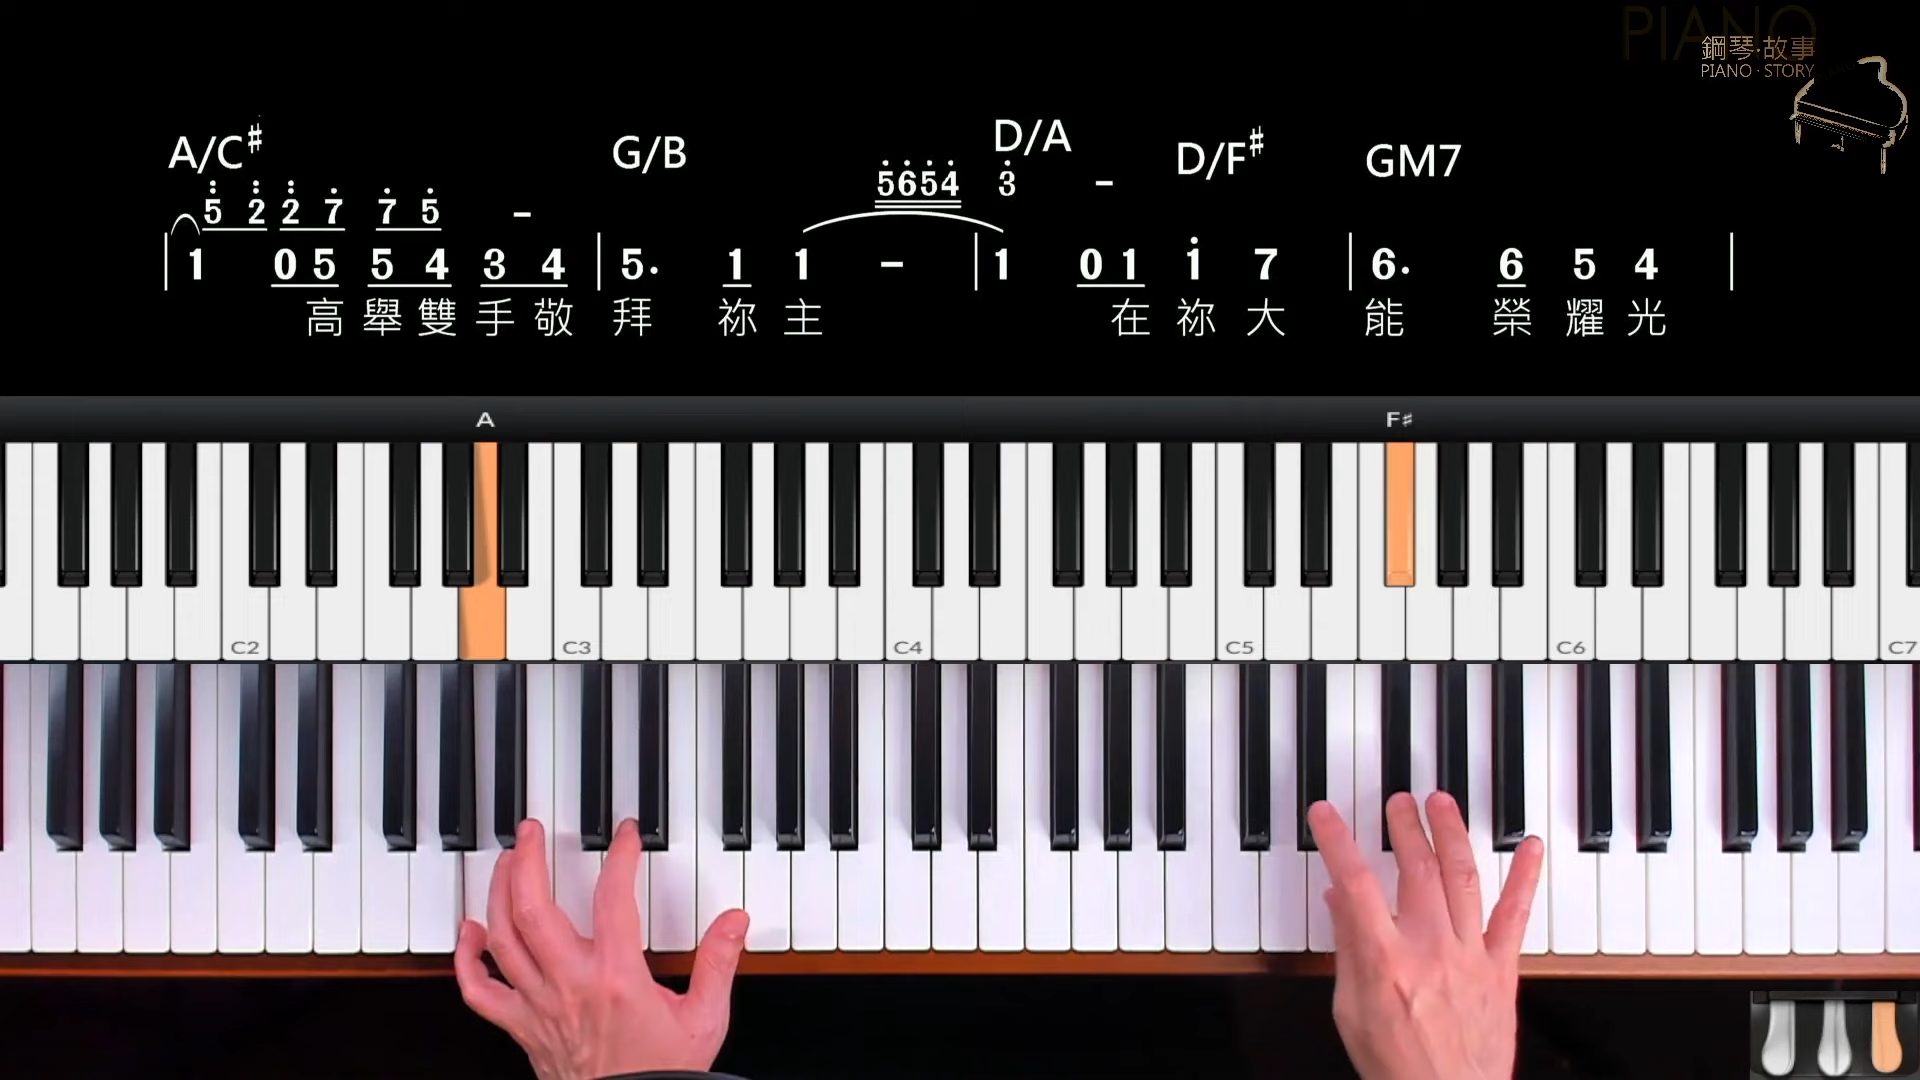 PIANO
鋼琴·故事
PIANO · STORY
A/C♯ G/B D/A D/F♯ GM7
5 2 2 7 7 5 – 5654 3 –
1 0 5 5 4 3 4 5. 1 1 – 1 0 1 1 7 6. 6 5 4
高舉雙手敬拜祢主 在祢大能 榮耀光
A F♯
C2 C3 C4 C5 C6 C7